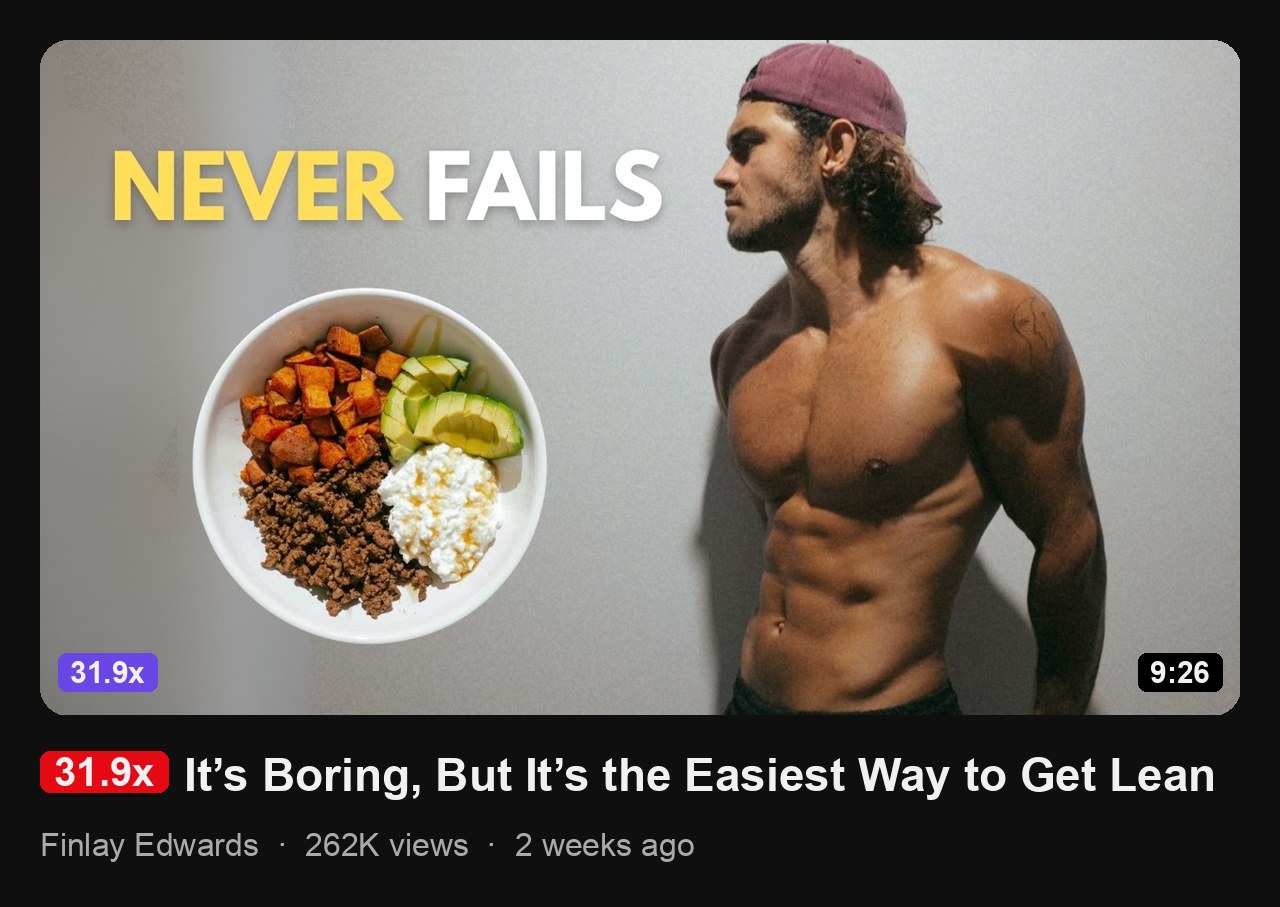 NEVER FAILS
31.9x
9:26
31.9x It’s Boring, But It’s the Easiest Way to Get Lean
Finlay Edwards · 262K views · 2 weeks ago